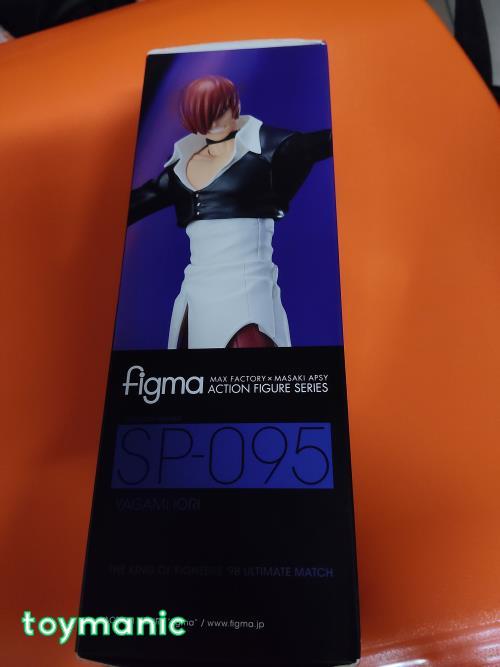 figma
MAX FACTORY × MASAKI APSY
ACTION FIGURE SERIES
SP-095
YAGAMI IORI
THE KING OF FIGHTERS '98 ULTIMATE MATCH
/ www.figma.jp
toymanic